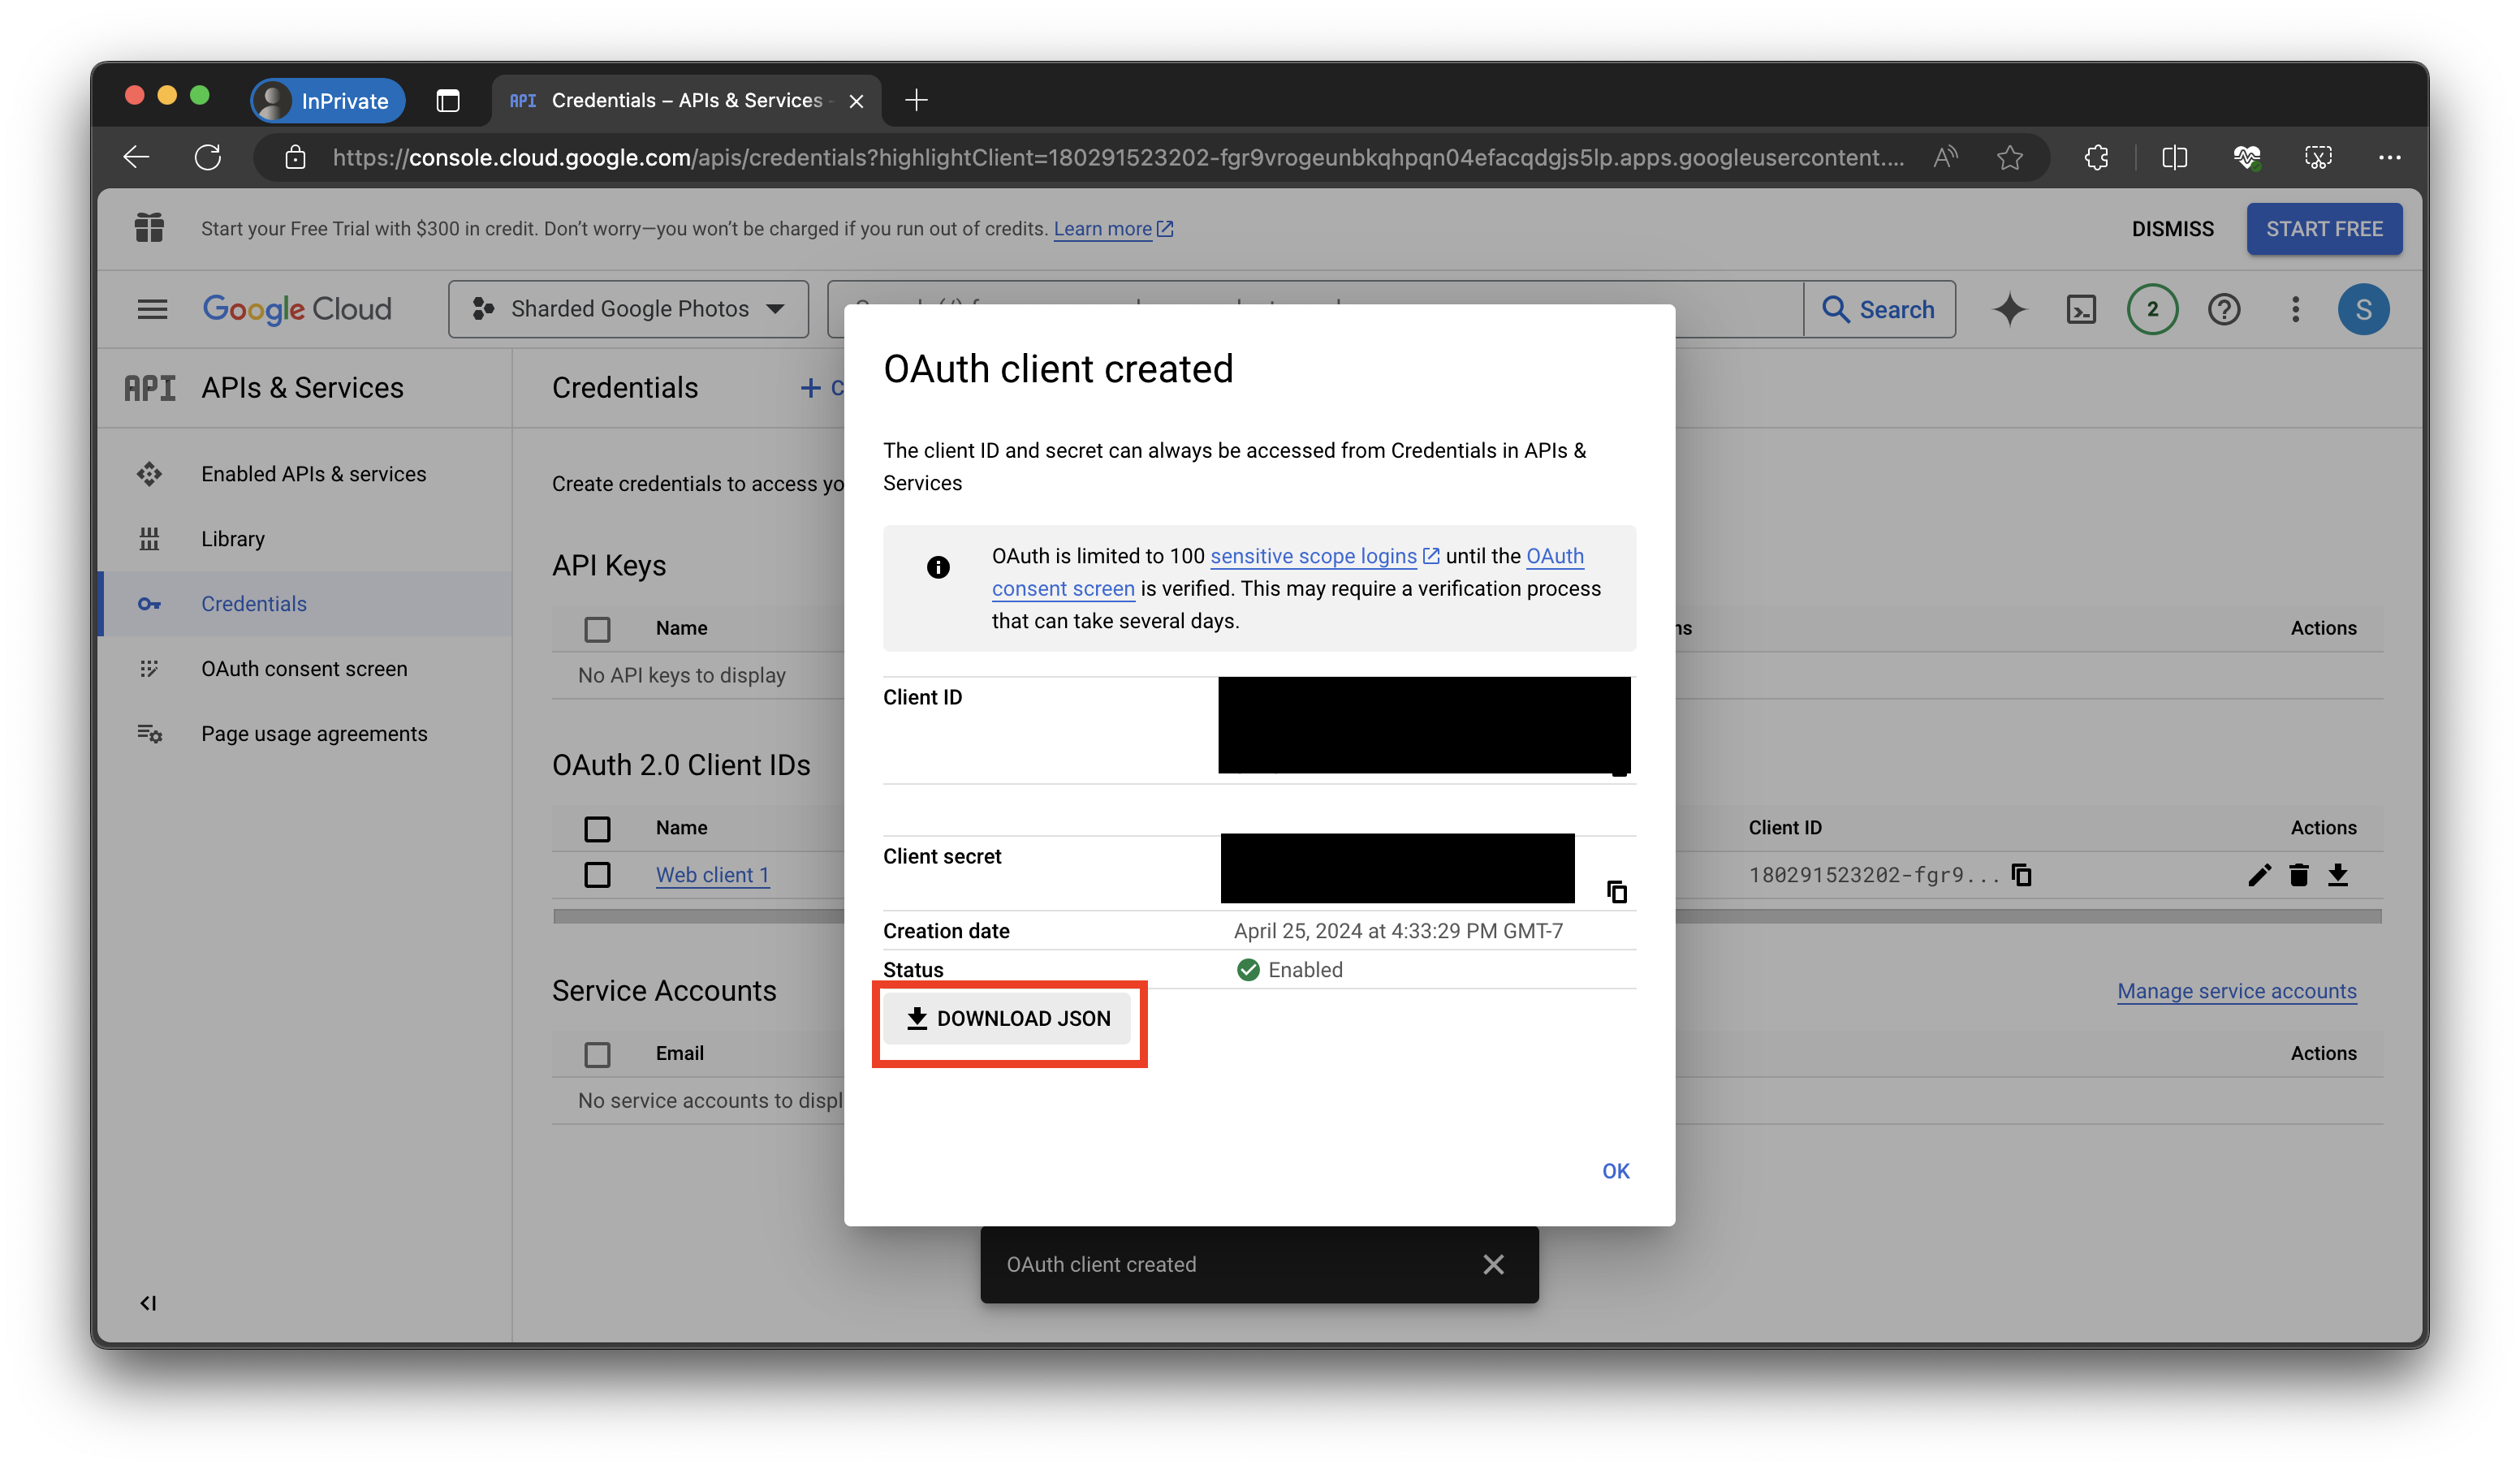 InPrivate
API Credentials – APIs & Services -
https://console.cloud.google.com/apis/credentials?highlightClient=180291523202-fgr9vrogeunbkqhpqn04efacqdgjs5lp.apps.googleusercontent....
Start your Free Trial with $300 in credit. Don’t worry—you won’t be charged if you run out of credits. Learn more
DISMISS
START FREE
Google Cloud
Sharded Google Photos
Search
2
S
API APIs & Services
Enabled APIs & services
Library
Credentials
OAuth consent screen
Page usage agreements
Credentials
+ C
Create credentials to access yo
API Keys
Name
ns
Actions
No API keys to display
OAuth 2.0 Client IDs
Name
Client ID
Actions
Web client 1
180291523202-fgr9...
Service Accounts
Manage service accounts
Email
Actions
No service accounts to displ
OAuth client created
The client ID and secret can always be accessed from Credentials in APIs &
Services
OAuth is limited to 100 sensitive scope logins until the OAuth
consent screen is verified. This may require a verification process
that can take several days.
Client ID
Client secret
Creation date
April 25, 2024 at 4:33:29 PM GMT-7
Status
Enabled
DOWNLOAD JSON
OK
OAuth client created